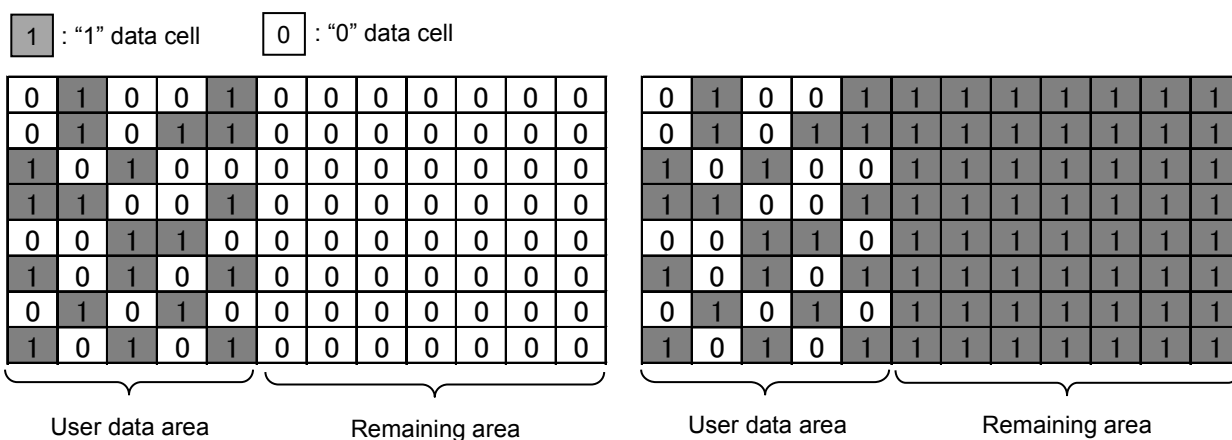 1 : “1” data cell 0 : “0” data cell
0 1 0 0 1 0 0 0 0 0 0 0 0 1 0 0 1 1 1 1 1 1 1 1
0 1 0 1 1 0 0 0 0 0 0 0 0 1 0 1 1 1 1 1 1 1 1 1
1 0 1 0 0 0 0 0 0 0 0 0 1 0 1 0 0 1 1 1 1 1 1 1
1 1 0 0 1 0 0 0 0 0 0 0 1 1 0 0 1 1 1 1 1 1 1 1
0 0 1 1 0 0 0 0 0 0 0 0 0 0 1 1 0 1 1 1 1 1 1 1
1 0 1 0 1 0 0 0 0 0 0 0 1 0 1 0 1 1 1 1 1 1 1 1
0 1 0 1 0 0 0 0 0 0 0 0 0 1 0 1 0 1 1 1 1 1 1 1
1 0 1 0 1 0 0 0 0 0 0 0 1 0 1 0 1 1 1 1 1 1 1 1
User data area Remaining area User data area Remaining area